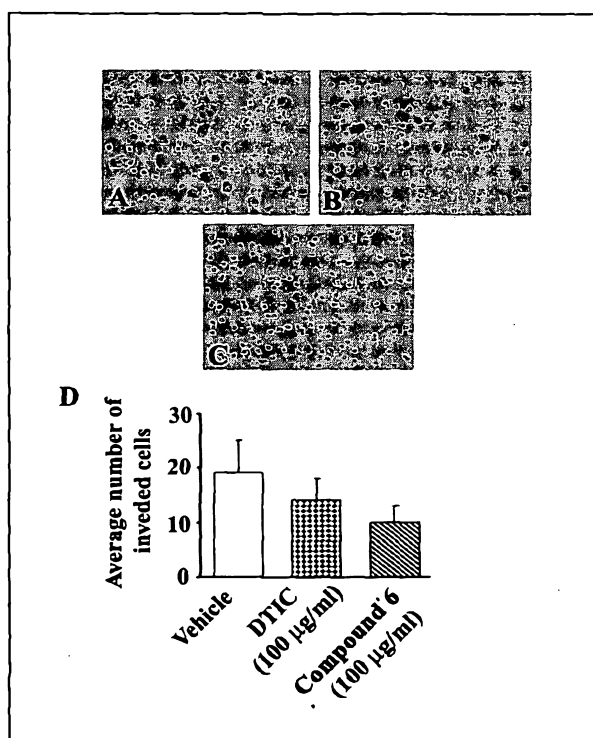 A
B
C
D
Average number of
inveded cells
30
20
10
0
Vehicle
DTIC
(100 µg/ml)
Compound 6
(100 µg/ml)